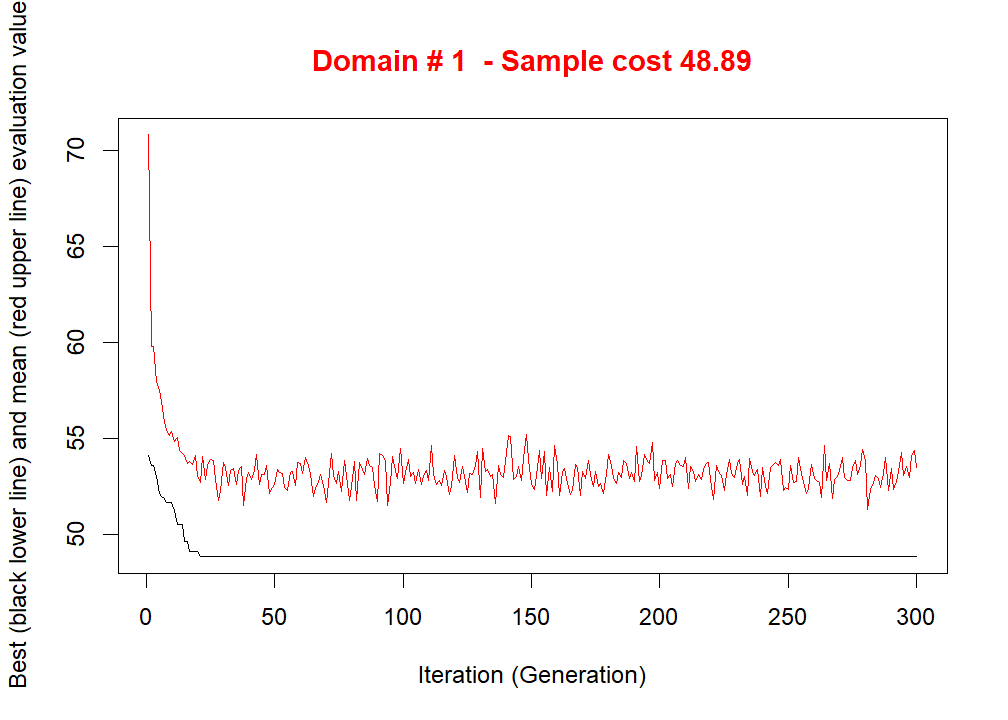 Domain # 1  - Sample cost 48.89
Best (black lower line) and mean (red upper line) evaluation value
70
65
60
55
50
0 50 100 150 200 250 300
Iteration (Generation)